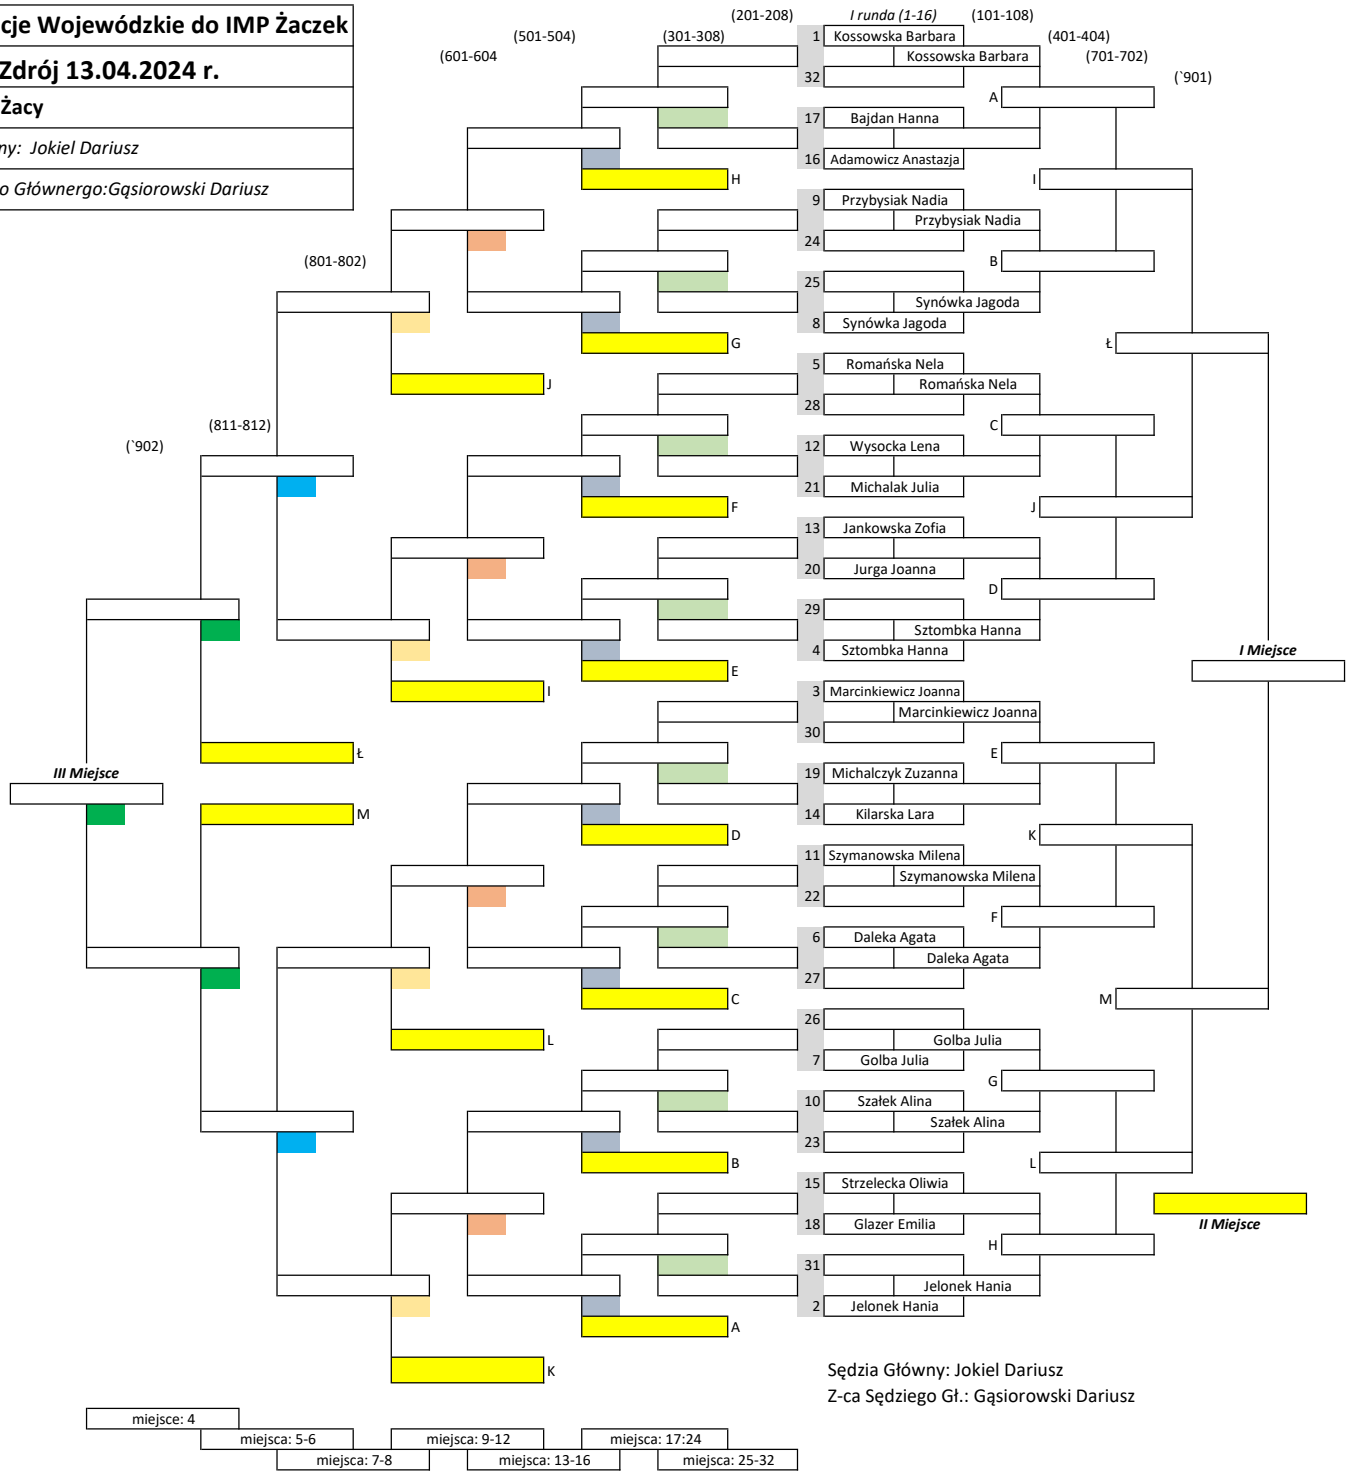 cje Wojewódzkie do IMP Żaczek
Zdrój 13.04.2024 r.
Żacy
ny: Jokiel Dariusz
o Głównergo:Gąsiorowski Dariusz
(201-208)
I runda (1-16)
(101-108)
(501-504)
(301-308)
(401-404)
(601-604
(701-702)
(`901)
1 Kossowska Barbara
Kossowska Barbara
32
A
17 Bajdan Hanna
16 Adamowicz Anastazja
H
I
9 Przybysiak Nadia
Przybysiak Nadia
24
(801-802)
B
25
Synówka Jagoda
8 Synówka Jagoda
G
Ł
5 Romańska Nela
J
Romańska Nela
28
(811-812)
C
(`902)
12 Wysocka Lena
21 Michalak Julia
F
J
13 Jankowska Zofia
20 Jurga Joanna
D
29
Sztombka Hanna
4 Sztombka Hanna
I Miejsce
E
I
3 Marcinkiewicz Joanna
Marcinkiewicz Joanna
30
Ł
E
III Miejsce
19 Michalczyk Zuzanna
M
14 Kilarska Lara
D
K
11 Szymanowska Milena
Szymanowska Milena
22
F
6 Daleka Agata
Daleka Agata
27
C
M
26
L
Golba Julia
7 Golba Julia
G
10 Szałek Alina
Szałek Alina
23
B
L
15 Strzelecka Oliwia
18 Glazer Emilia
II Miejsce
H
31
Jelonek Hania
2 Jelonek Hania
A
K
Sędzia Główny: Jokiel Dariusz
Z-ca Sędziego Gł.: Gąsiorowski Dariusz
miejsce: 4
miejsca: 5-6
miejsca: 9-12
miejsca: 17:24
miejsca: 7-8
miejsca: 13-16
miejsca: 25-32